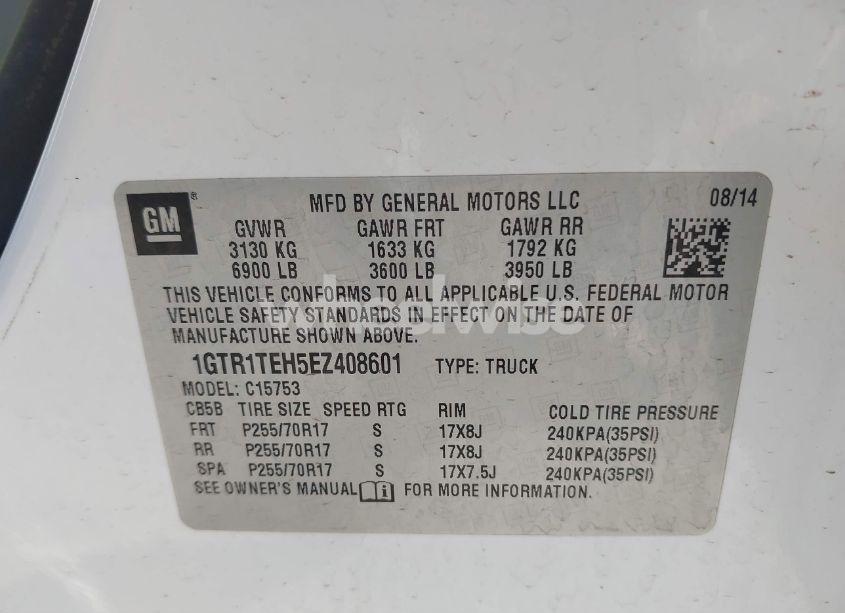 GM ® MFD BY GENERAL MOTORS LLC 08/14
GVWR GAWR FRT GAWR RR
3130 KG 1633 KG 1792 KG
6900 LB 3600 LB 3950 LB
THIS VEHICLE CONFORMS TO ALL APPLICABLE U.S. FEDERAL MOTOR
VEHICLE SAFETY STANDARDS IN EFFECT ON THE DATE OF
MANUFACTURE SHOWN ABOVE.
1GTR1TEH5EZ408601 TYPE: TRUCK
MODEL: C15753
CB5B TIRE SIZE SPEED RTG RIM COLD TIRE PRESSURE
FRT P255/70R17 S 17X8J 240KPA(35PSI)
RR P255/70R17 S 17X8J 240KPA(35PSI)
SPA P255/70R17 S 17X7.5J 240KPA(35PSI)
SEE OWNER'S MANUAL FOR MORE INFORMATION.